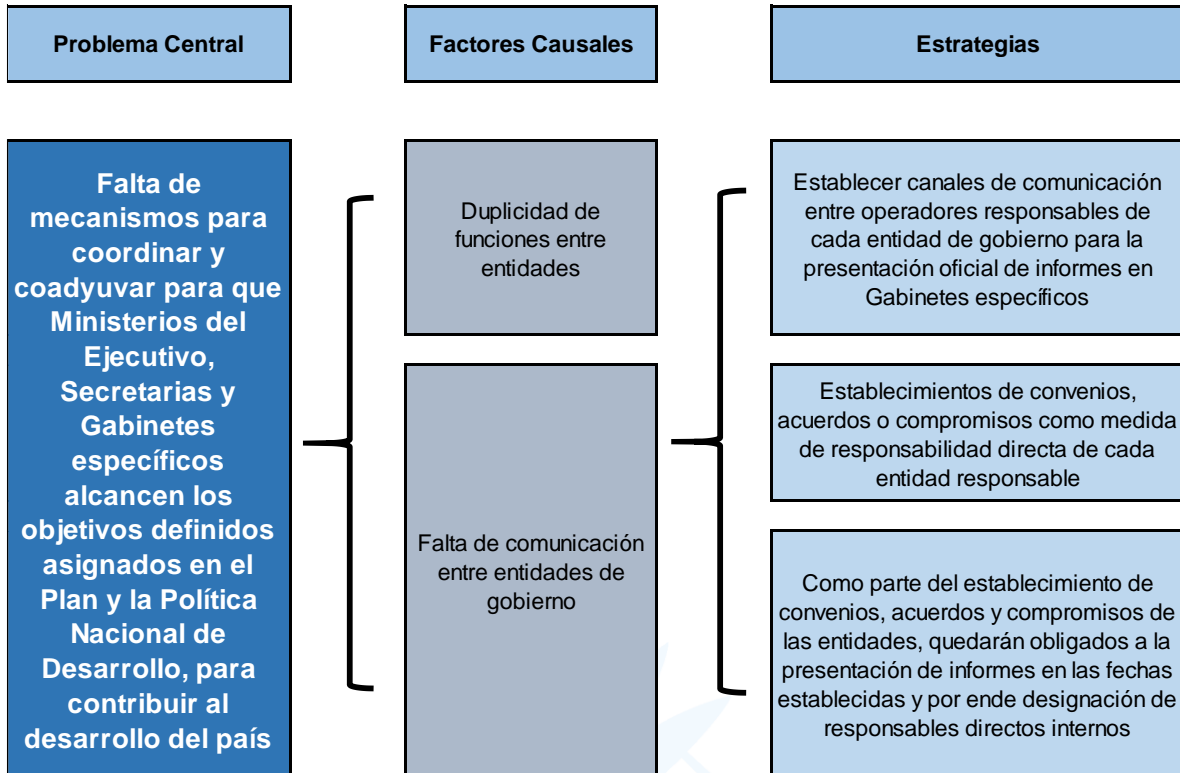 Problema Central
Factores Causales
Estrategias
Falta de
mecanismos para
coordinar y
coadyuvar para que
Ministerios del
Ejecutivo,
Secretarias y
Gabinetes
específicos
alcancen los
objetivos definidos
asignados en el
Plan y la Política
Nacional de
Desarrollo, para
contribuir al
desarrollo del país
Duplicidad de
funciones entre
entidades
Falta de comunicación
entre entidades de
gobierno
Establecer canales de comunicación
entre operadores responsables de
cada entidad de gobierno para la
presentación oficial de informes en
Gabinetes específicos
Establecimientos de convenios,
acuerdos o compromisos como medida
de responsabilidad directa de cada
entidad responsable
Como parte del establecimiento de
convenios, acuerdos y compromisos de
las entidades, quedarán obligados a la
presentación de informes en las fechas
establecidas y por ende designación de
responsables directos internos